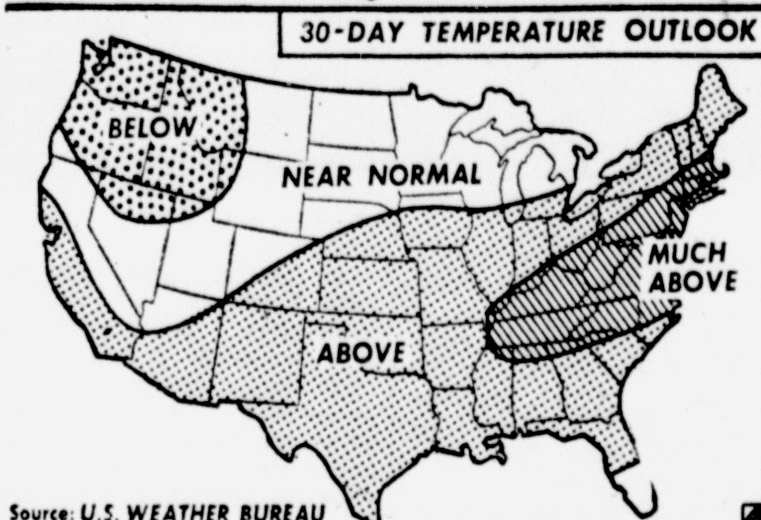 30-DAY TEMPERATURE OUTLOOK
BELOW
NEAR NORMAL
MUCH
ABOVE
ABOVE
Source: U.S. WEATHER BUREAU